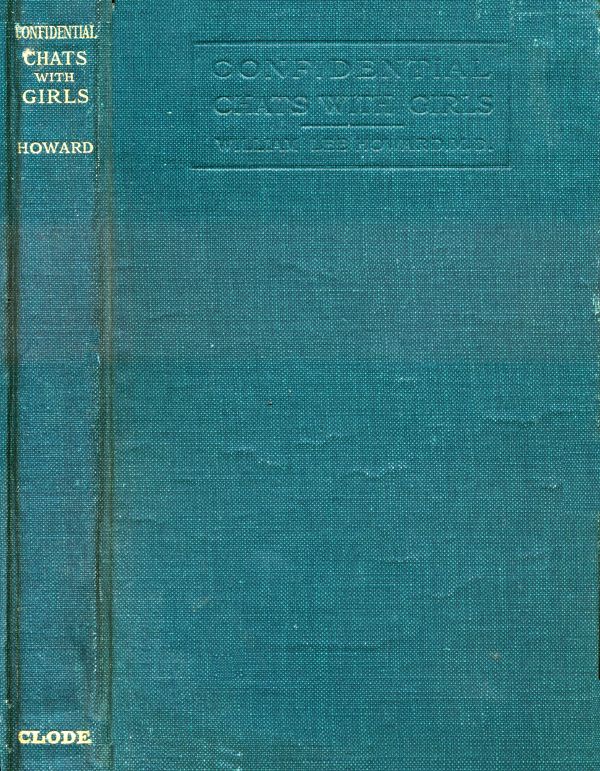 CONFIDENTIAL
CHATS
WITH
GIRLS
HOWARD
CLODE
CONFIDENTIAL
CHATS WITH GIRLS
WILLIAM LEE HOWARD, M.D.